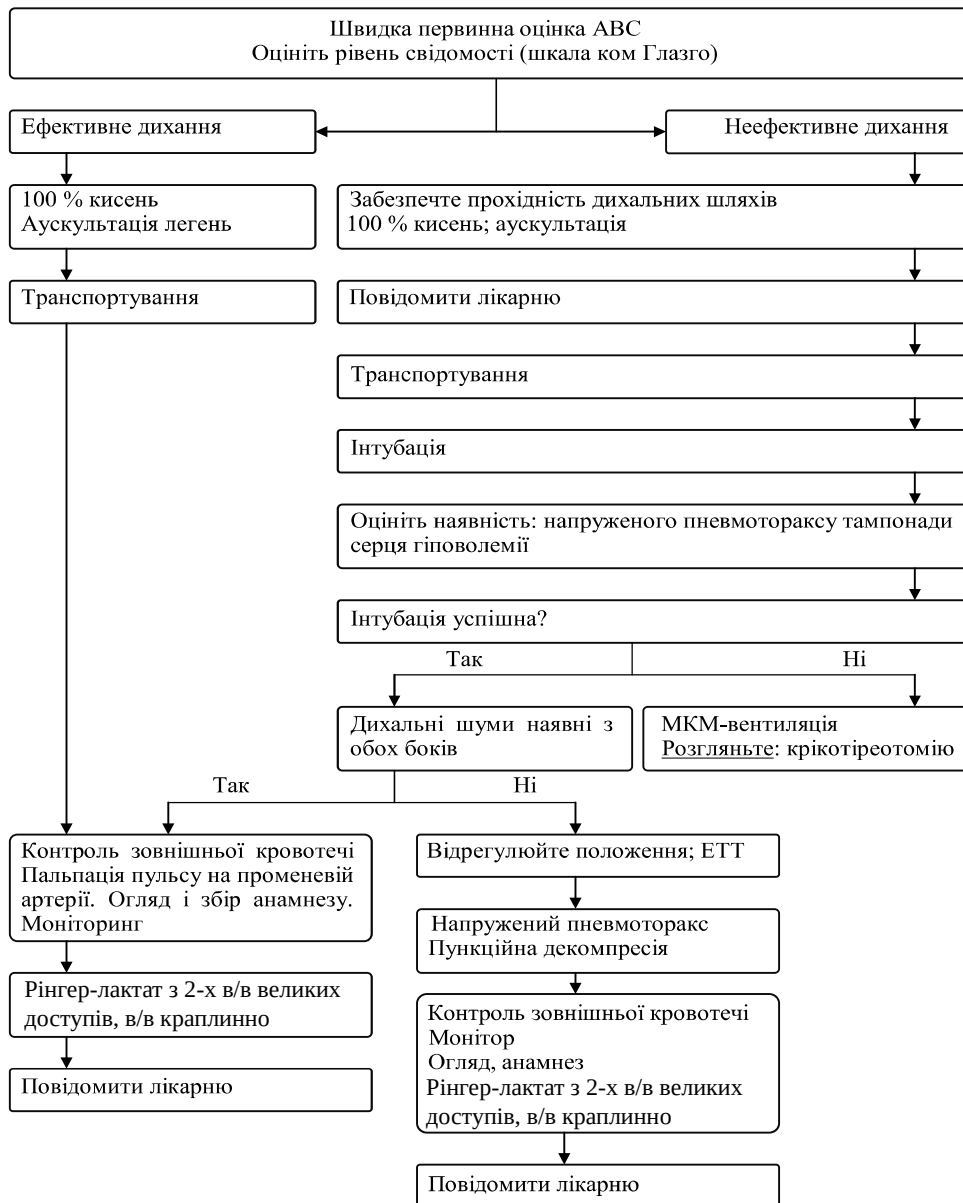 Швидка первинна оцінка АВС
Оцініть рівень свідомості (шкала ком Глазго)
Ефективне дихання
Неефективне дихання
100 % кисень
Аускультація легень
Забезпечте прохідність дихальних шляхів
100 % кисень; аускультація
Транспортування
Повідомити лікарню
Транспортування
Інтубація
Оцініть наявність: напруженого пневмотораксу тампонади
серця гіповолемії
Інтубація успішна?
Так
Ні
Дихальні шуми наявні з
обох боків
МКМ-вентиляція
Розгляньте: крікотіреотомію
Так
Ні
Контроль зовнішньої кровотечі
Пальпація пульсу на променевій
артерії. Огляд і збір анамнезу.
Моніторинг
Відрегулюйте положення; ЕТТ
Напружений пневмоторакс
Пункційна декомпресія
Рінгер-лактат з 2-х в/в великих
доступів, в/в краплинно
Контроль зовнішньої кровотечі
Монітор
Огляд, анамнез
Рінгер-лактат з 2-х в/в великих
доступів, в/в краплинно
Повідомити лікарню
Повідомити лікарню